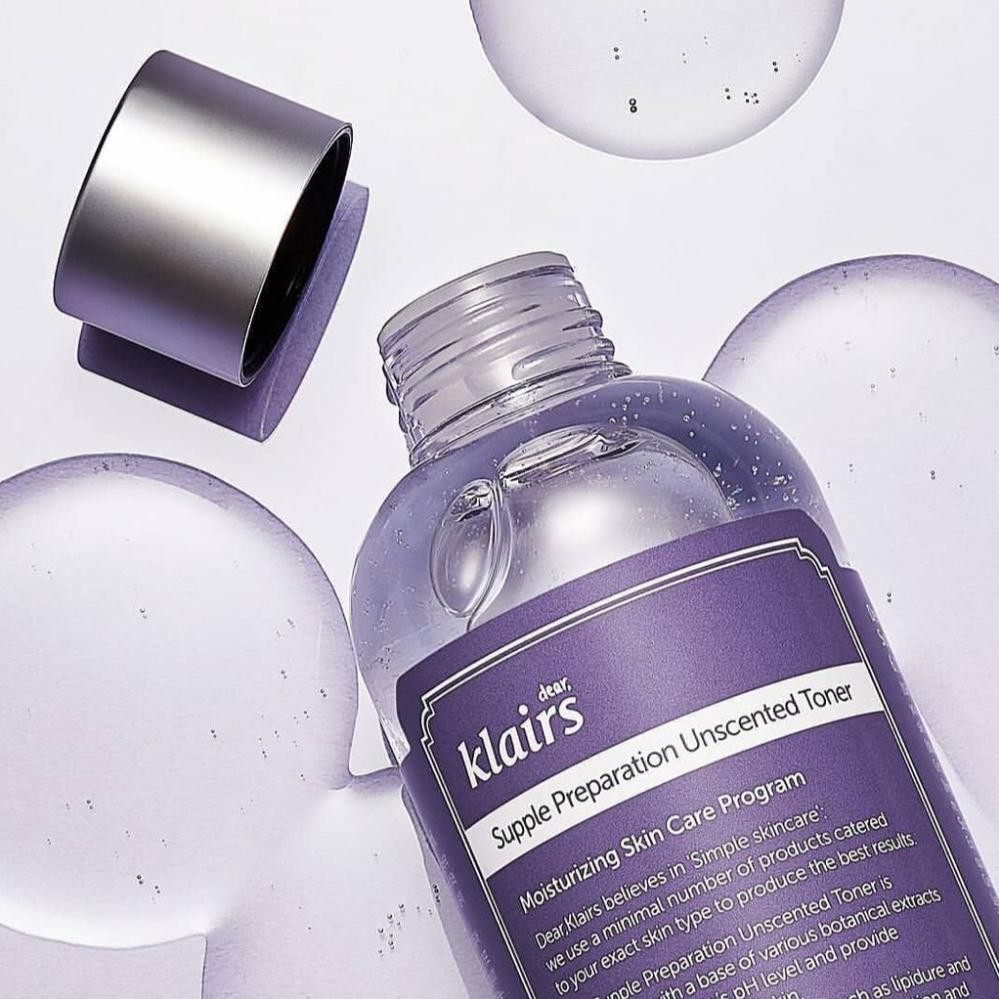 dear,
klairs
Supple Preparation Unscented Toner
Moisturizing Skin Care Program
Dear,Klairs believes in 'Simple skincare':
we use a minimal number of products catered
to your exact skin type to produce the best results.
Supple Preparation Unscented Toner is
with a base of various botanical extracts
pH level and provide
as lipidure and
and